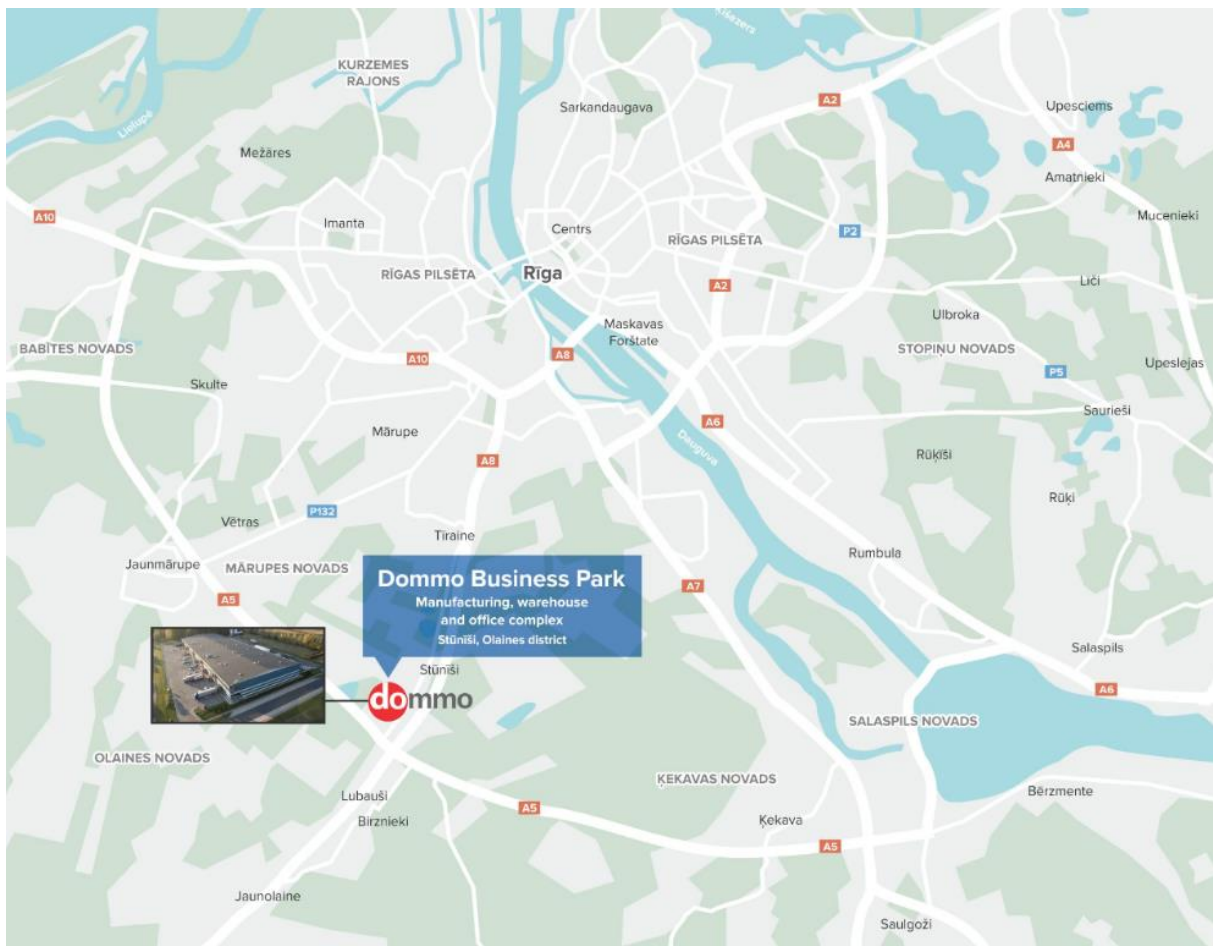 Ķīšezers
KURZEMES
RAJONS
A2
Sarkandaugava
Upesciems
Lielupe
A4
Mežāres
Amatnieki
A10
Imanta
Centrs
P2
Mucenieki
RĪGAS PILSĒTA
RĪGAS PILSĒTA
Rīga
A2
Līči
Ulbroka
Maskavas
Forštate
BABĪTES NOVADS
A10
A8
STOPIŅU NOVADS
Upeslejas
Skulte
P5
Saurieši
Mārupe
A6
Daugava
A8
Rūķīši
Rūķi
P132
Vētras
Tīraine
Rumbula
Jaunmārupe
MĀRUPES NOVADS
Dommo Business Park
Manufacturing, warehouse
and office complex
Stūnīši, Olaines district
A5
A7
Salaspils
Stūnīši
dommo
A6
SALASPILS NOVADS
OLAINES NOVADS
ĶEKAVAS NOVADS
Lubauši
Birznieki
A5
Ķekava
Bērzmente
A5
Jaunolaine
Saulgoži